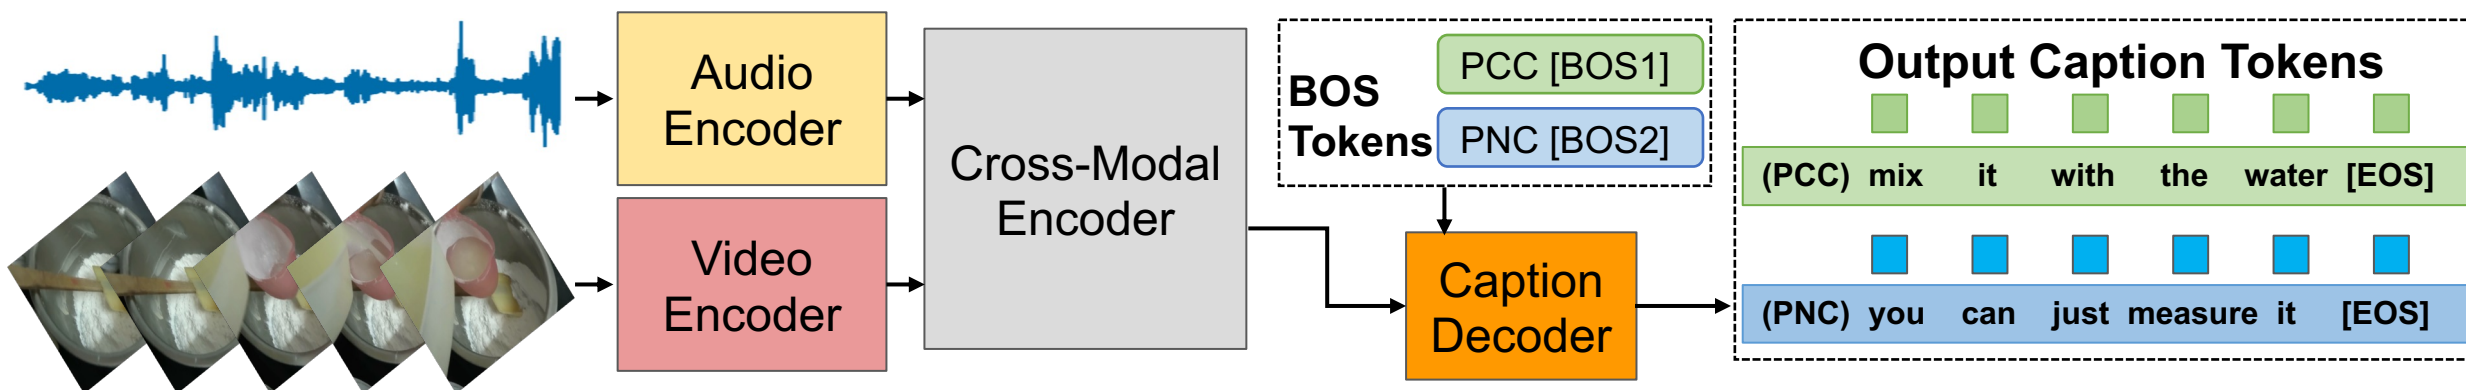 Audio
Encoder
Video
Encoder
Cross-Modal
Encoder
BOS
Tokens
PCC [BOS1]
PNC [BOS2]
Caption
Decoder
Output Caption Tokens
(PCC) mix it with the water [EOS]
(PNC) you can just measure it [EOS]